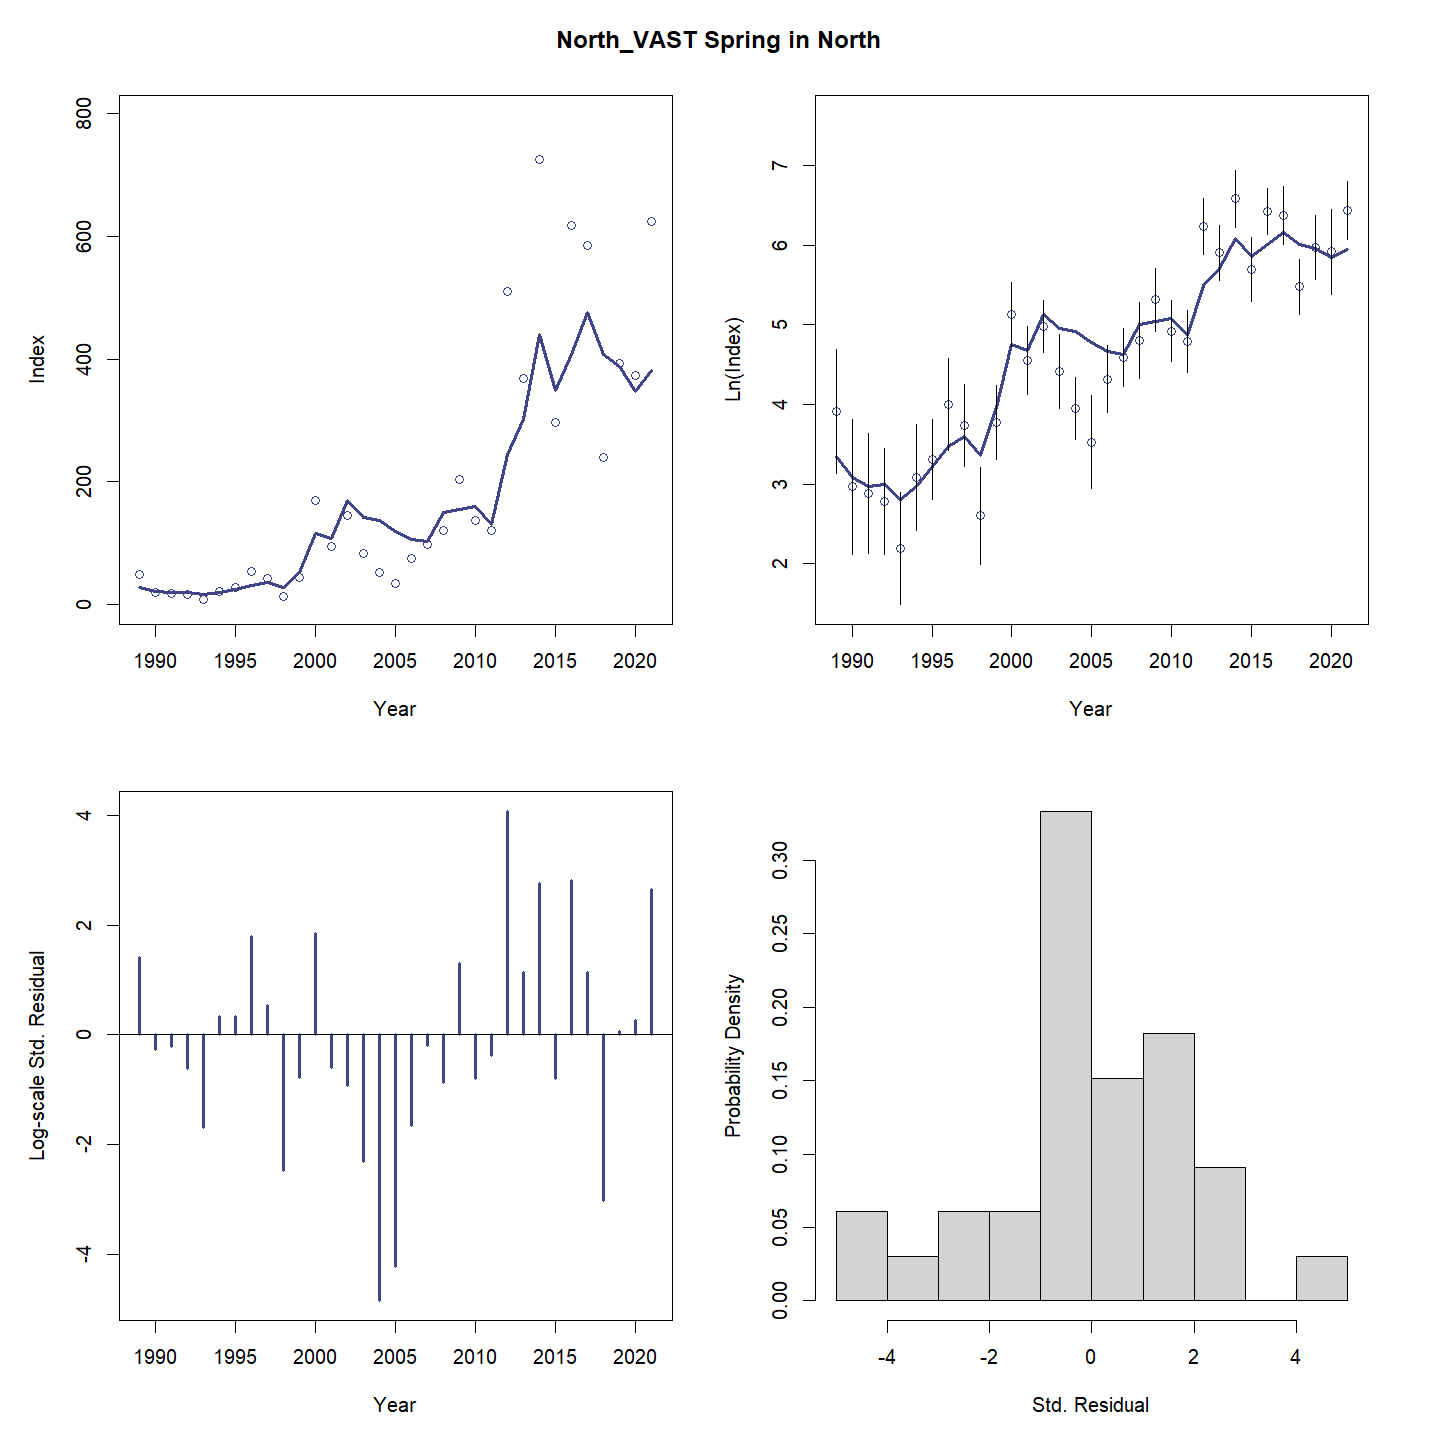 North_VAST Spring in North
Index
0
200
400
600
800
1990 1995 2000 2005 2010 2015 2020
Year
Ln(Index)
2
3
4
5
6
7
1990 1995 2000 2005 2010 2015 2020
Year
Log-scale Std. Residual
-4
-2
0
2
4
1990 1995 2000 2005 2010 2015 2020
Year
Probability Density
0.00
0.05
0.10
0.15
0.20
0.25
0.30
-4 -2 0 2 4
Std. Residual